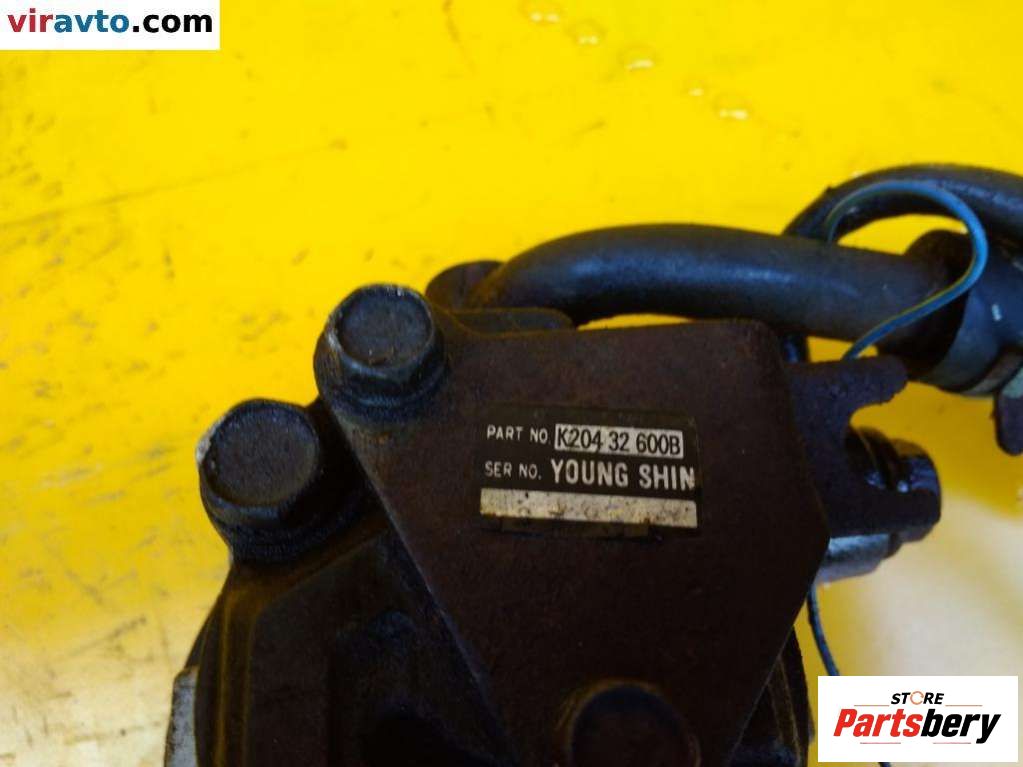 viravto.com
PART NO. K204 32 600B
SER NO. YOUNG SHIN
STORE
Partsbery